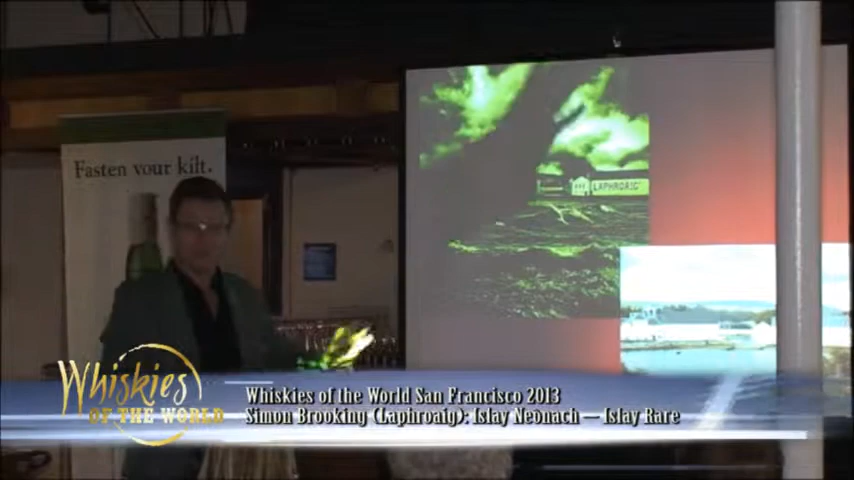 Fasten your kilt.
LAPHROAIG
Whiskies
OF THE WORLD
Whiskies of the World San Francisco 2013
Simon Brooking (Laphroaig): Islay Neònach — Islay Rare